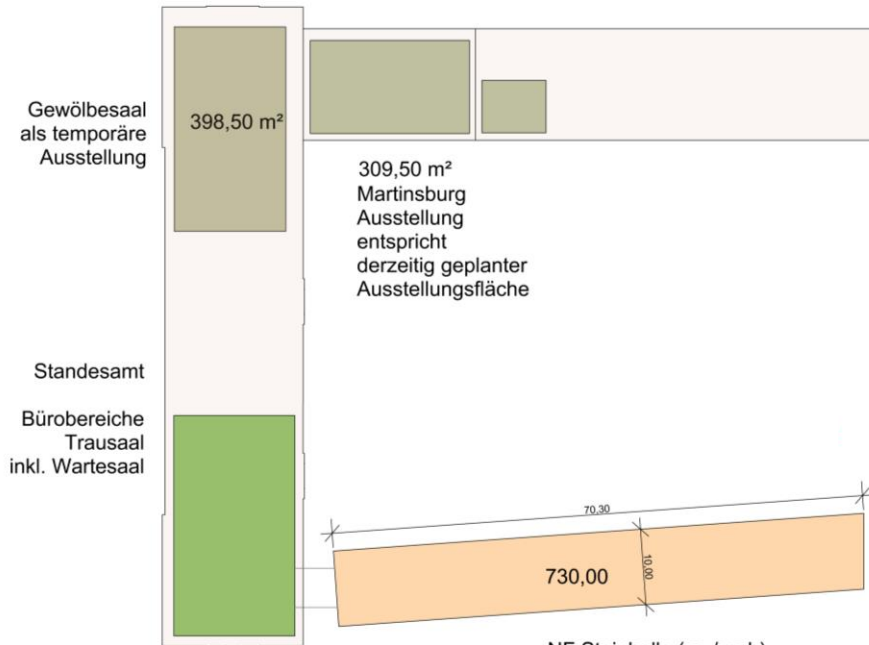 Gewölbesaal
als temporäre
Ausstellung
398,50 m²
309,50 m²
Martinsburg
Ausstellung
entspricht
derzeitig geplanter
Ausstellungsfläche
Standesamt
Bürobereiche
Trausaal
inkl. Wartesaal
70,30
10,00
730,00